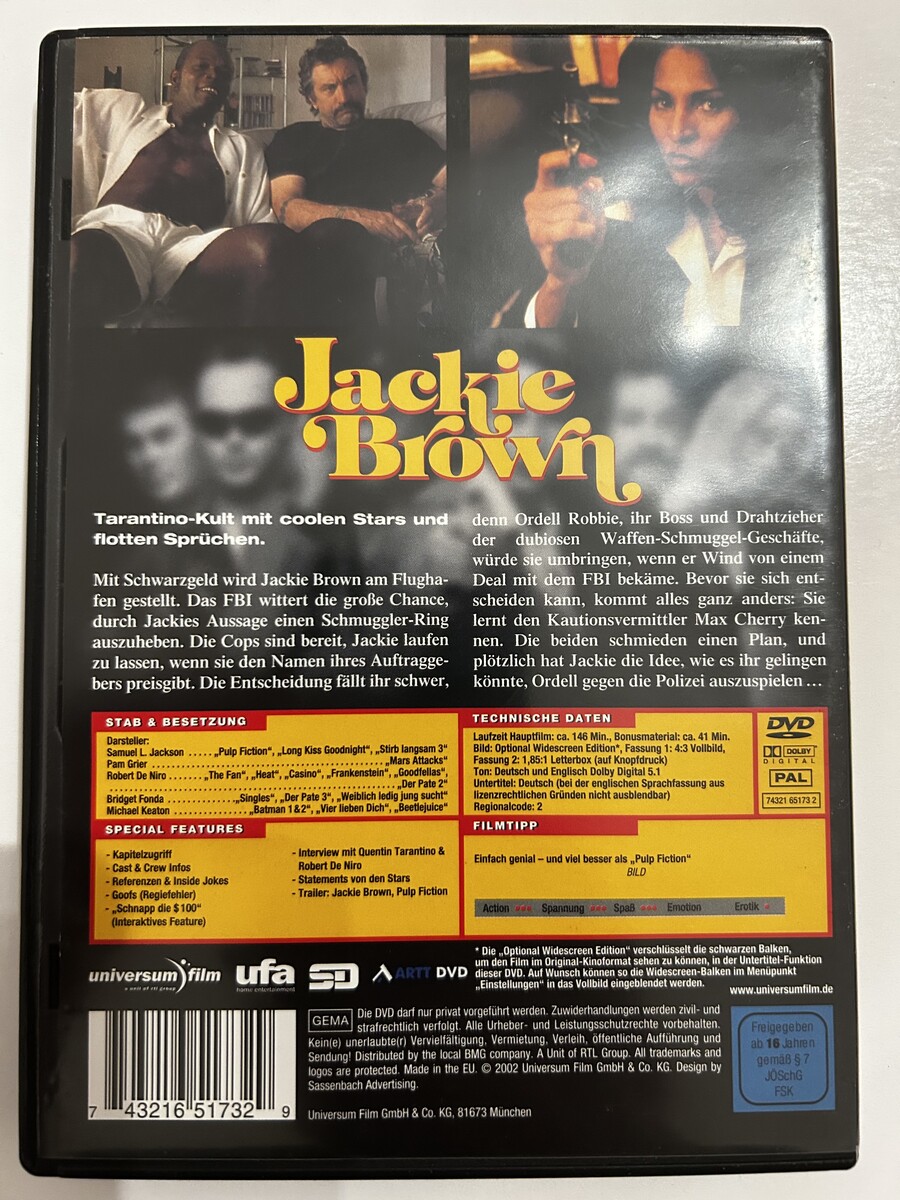 Jackie
Brown
Tarantino-Kult mit coolen Stars und
flotten Sprüchen.
Mit Schwarzgeld wird Jackie Brown am Flugha-
fen gestellt. Das FBI wittert die große Chance,
durch Jackies Aussage einen Schmuggler-Ring
auszuheben. Die Cops sind bereit, Jackie laufen
zu lassen, wenn sie den Namen ihres Auftragge-
bers preisgibt. Die Entscheidung fällt ihr schwer,
denn Ordell Robbie, ihr Boss und Drahtzieher
der dubiosen Waffen-Schmuggel-Geschäfte,
würde sie umbringen, wenn er Wind von einem
Deal mit dem FBI bekäme. Bevor sie sich ent-
scheiden kann, kommt alles ganz anders: Sie
lernt den Kautionsvermittler Max Cherry ken-
nen. Die beiden schmieden einen Plan, und
plötzlich hat Jackie die Idee, wie es ihr gelingen
könnte, Ordell gegen die Polizei auszuspielen ...
STAB & BESETZUNG
Darsteller:
Samuel L. Jackson ..... „Pulp Fiction“, „Long Kiss Goodnight“, „Stirb langsam 3“
Pam Grier ..... „Mars Attacks“
Robert De Niro ..... „The Fan“, „Heat“, „Casino“, „Frankenstein“, „Goodfellas“,
..... „Der Pate 2“
Bridget Fonda ..... „Singles“, „Der Pate 3“, „Weiblich ledig jung sucht“
Michael Keaton ..... „Batman 1&2“, „Vier lieben Dich“, „Beetlejuice“
TECHNISCHE DATEN
Laufzeit Hauptfilm: ca. 146 Min., Bonusmaterial: ca. 41 Min.
Bild: Optional Widescreen Edition*, Fassung 1: 4:3 Vollbild,
Fassung 2: 1,85:1 Letterbox (auf Knopfdruck)
Ton: Deutsch und Englisch Dolby Digital 5.1
Untertitel: Deutsch (bei der englischen Sprachfassung aus
lizenzrechtlichen Gründen nicht ausblendbar)
Regionalcode: 2
DVD
DOLBY
DIGITAL
PAL
74321 65173 2
SPECIAL FEATURES
- Kapitelzugriff
- Cast & Crew Infos
- Referenzen & Inside Jokes
- Goofs (Regiefehler)
- „Schnapp die $ 100“
(Interaktives Feature)
- Interview mit Quentin Tarantino &
Robert De Niro
- Statements von den Stars
- Trailer: Jackie Brown, Pulp Fiction
FILMTIPP
Einfach genial – und viel besser als „Pulp Fiction“
BILD
Action Spannung Spaß Emotion Erotik
universum film
a unit of rtl group
ufa
home entertainment
SD
ARTT DVD
* Die „Optional Widescreen Edition“ verschlüsselt die schwarzen Balken,
um den Film im Original-Kinoformat sehen zu können, in der Untertitel-Funktion
dieser DVD. Auf Wunsch können so die Widescreen-Balken im Menüpunkt
„Einstellungen“ in das Vollbild eingeblendet werden.
www.universumfilm.de
GEMA
Die DVD darf nur privat vorgeführt werden. Zuwiderhandlungen werden zivil- und
strafrechtlich verfolgt. Alle Urheber- und Leistungsschutzrechte vorbehalten.
Kein(e) unerlaubte(r) Vervielfältigung, Vermietung, Verleih, öffentliche Aufführung und
Sendung! Distributed by the local BMG company. A Unit of RTL Group. All trademarks and
logos are protected. Made in the EU. © 2002 Universum Film GmbH & Co. KG. Design by
Sassenbach Advertising.
Universum Film GmbH & Co. KG, 81673 München
7 43216 51732 9
Freigegeben
ab 16 Jahren
gemäß § 7
JÖSchG
FSK